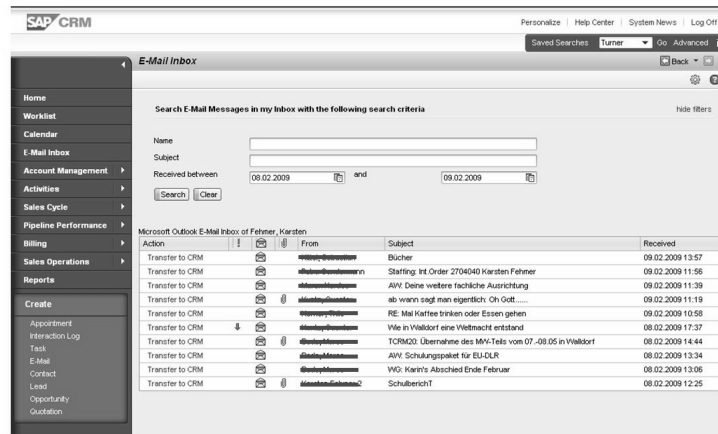 SAP CRM
Personalize | Help Center | System News | Log Off
Saved Searches Turner Go Advanced
E-Mail Inbox Back
Home
Worklist
Calendar
E-Mail Inbox
Account Management
Activities
Sales Cycle
Pipeline Performance
Billing
Sales Operations
Reports
Create
Appointment
Interaction Log
Task
E-Mail
Contact
Lead
Opportunity
Quotation
Search E-Mail Messages in my Inbox with the following search criteria hide filters
Name
Subject
Received between 08.02.2009 and 09.02.2009
Search Clear
Microsoft Outlook E-Mail Inbox of Fehmer, Karsten
Action ! From Subject Received
Transfer to CRM Bücher 09.02.2009 13:57
Transfer to CRM Staffing: Int.Order 2704040 Karsten Fehmer 09.02.2009 11:56
Transfer to CRM AW: Deine weitere fachliche Ausrichtung 09.02.2009 11:39
Transfer to CRM ab wann sagt man eigentlich: Oh Gott...... 09.02.2009 11:19
Transfer to CRM RE: Mal Kaffee trinken oder Essen gehen 09.02.2009 10:58
Transfer to CRM Wie in Walldorf eine Weltmacht entstand 08.02.2009 17:37
Transfer to CRM TCRM20: Übernahme des MW-Teils vom 07.-08.05 in Walldorf 08.02.2009 14:44
Transfer to CRM AW: Schulungspaket für EU-DLR 08.02.2009 13:34
Transfer to CRM WG: Karin's Abschied Ende Februar 08.02.2009 13:06
Transfer to CRM SchulberichT 08.02.2009 12:25